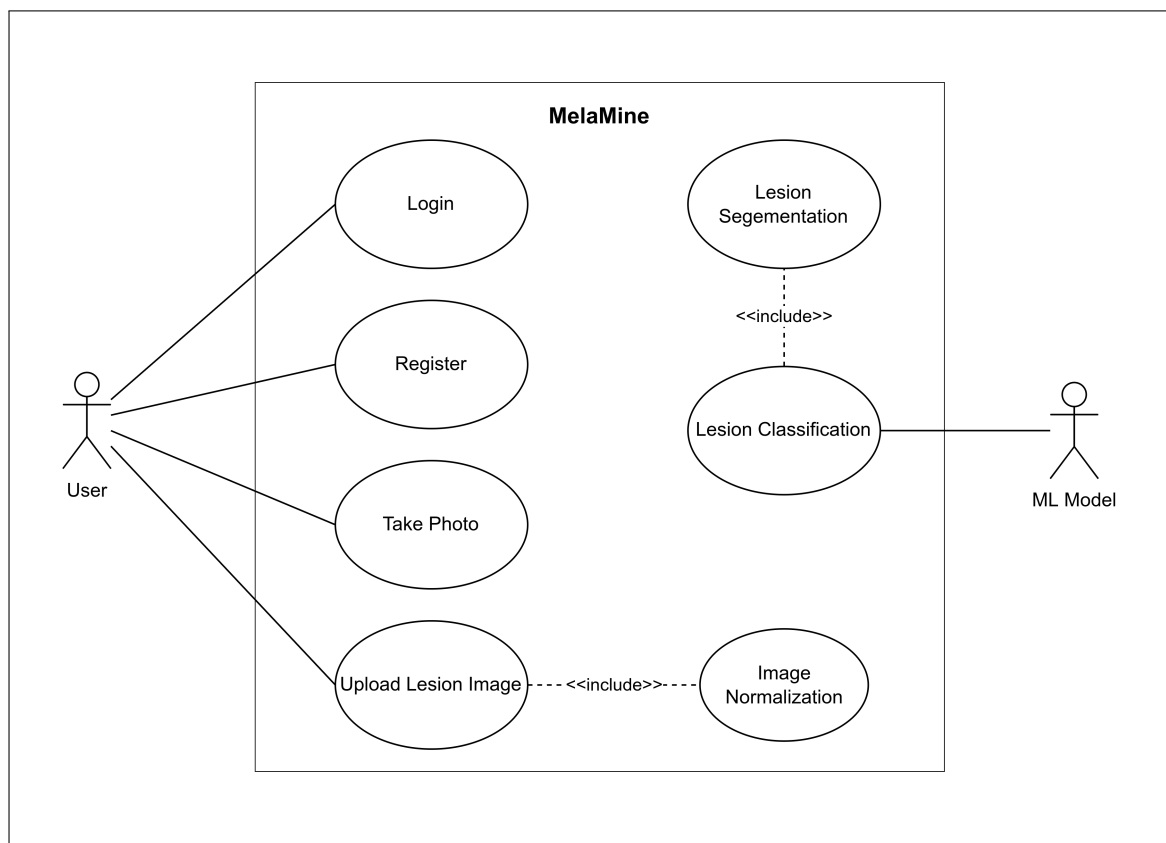 MelaMine
Login
Lesion
Segementation
<<include>>
Register
Lesion Classification
User
ML Model
Take Photo
Upload Lesion Image
<<include>>
Image
Normalization